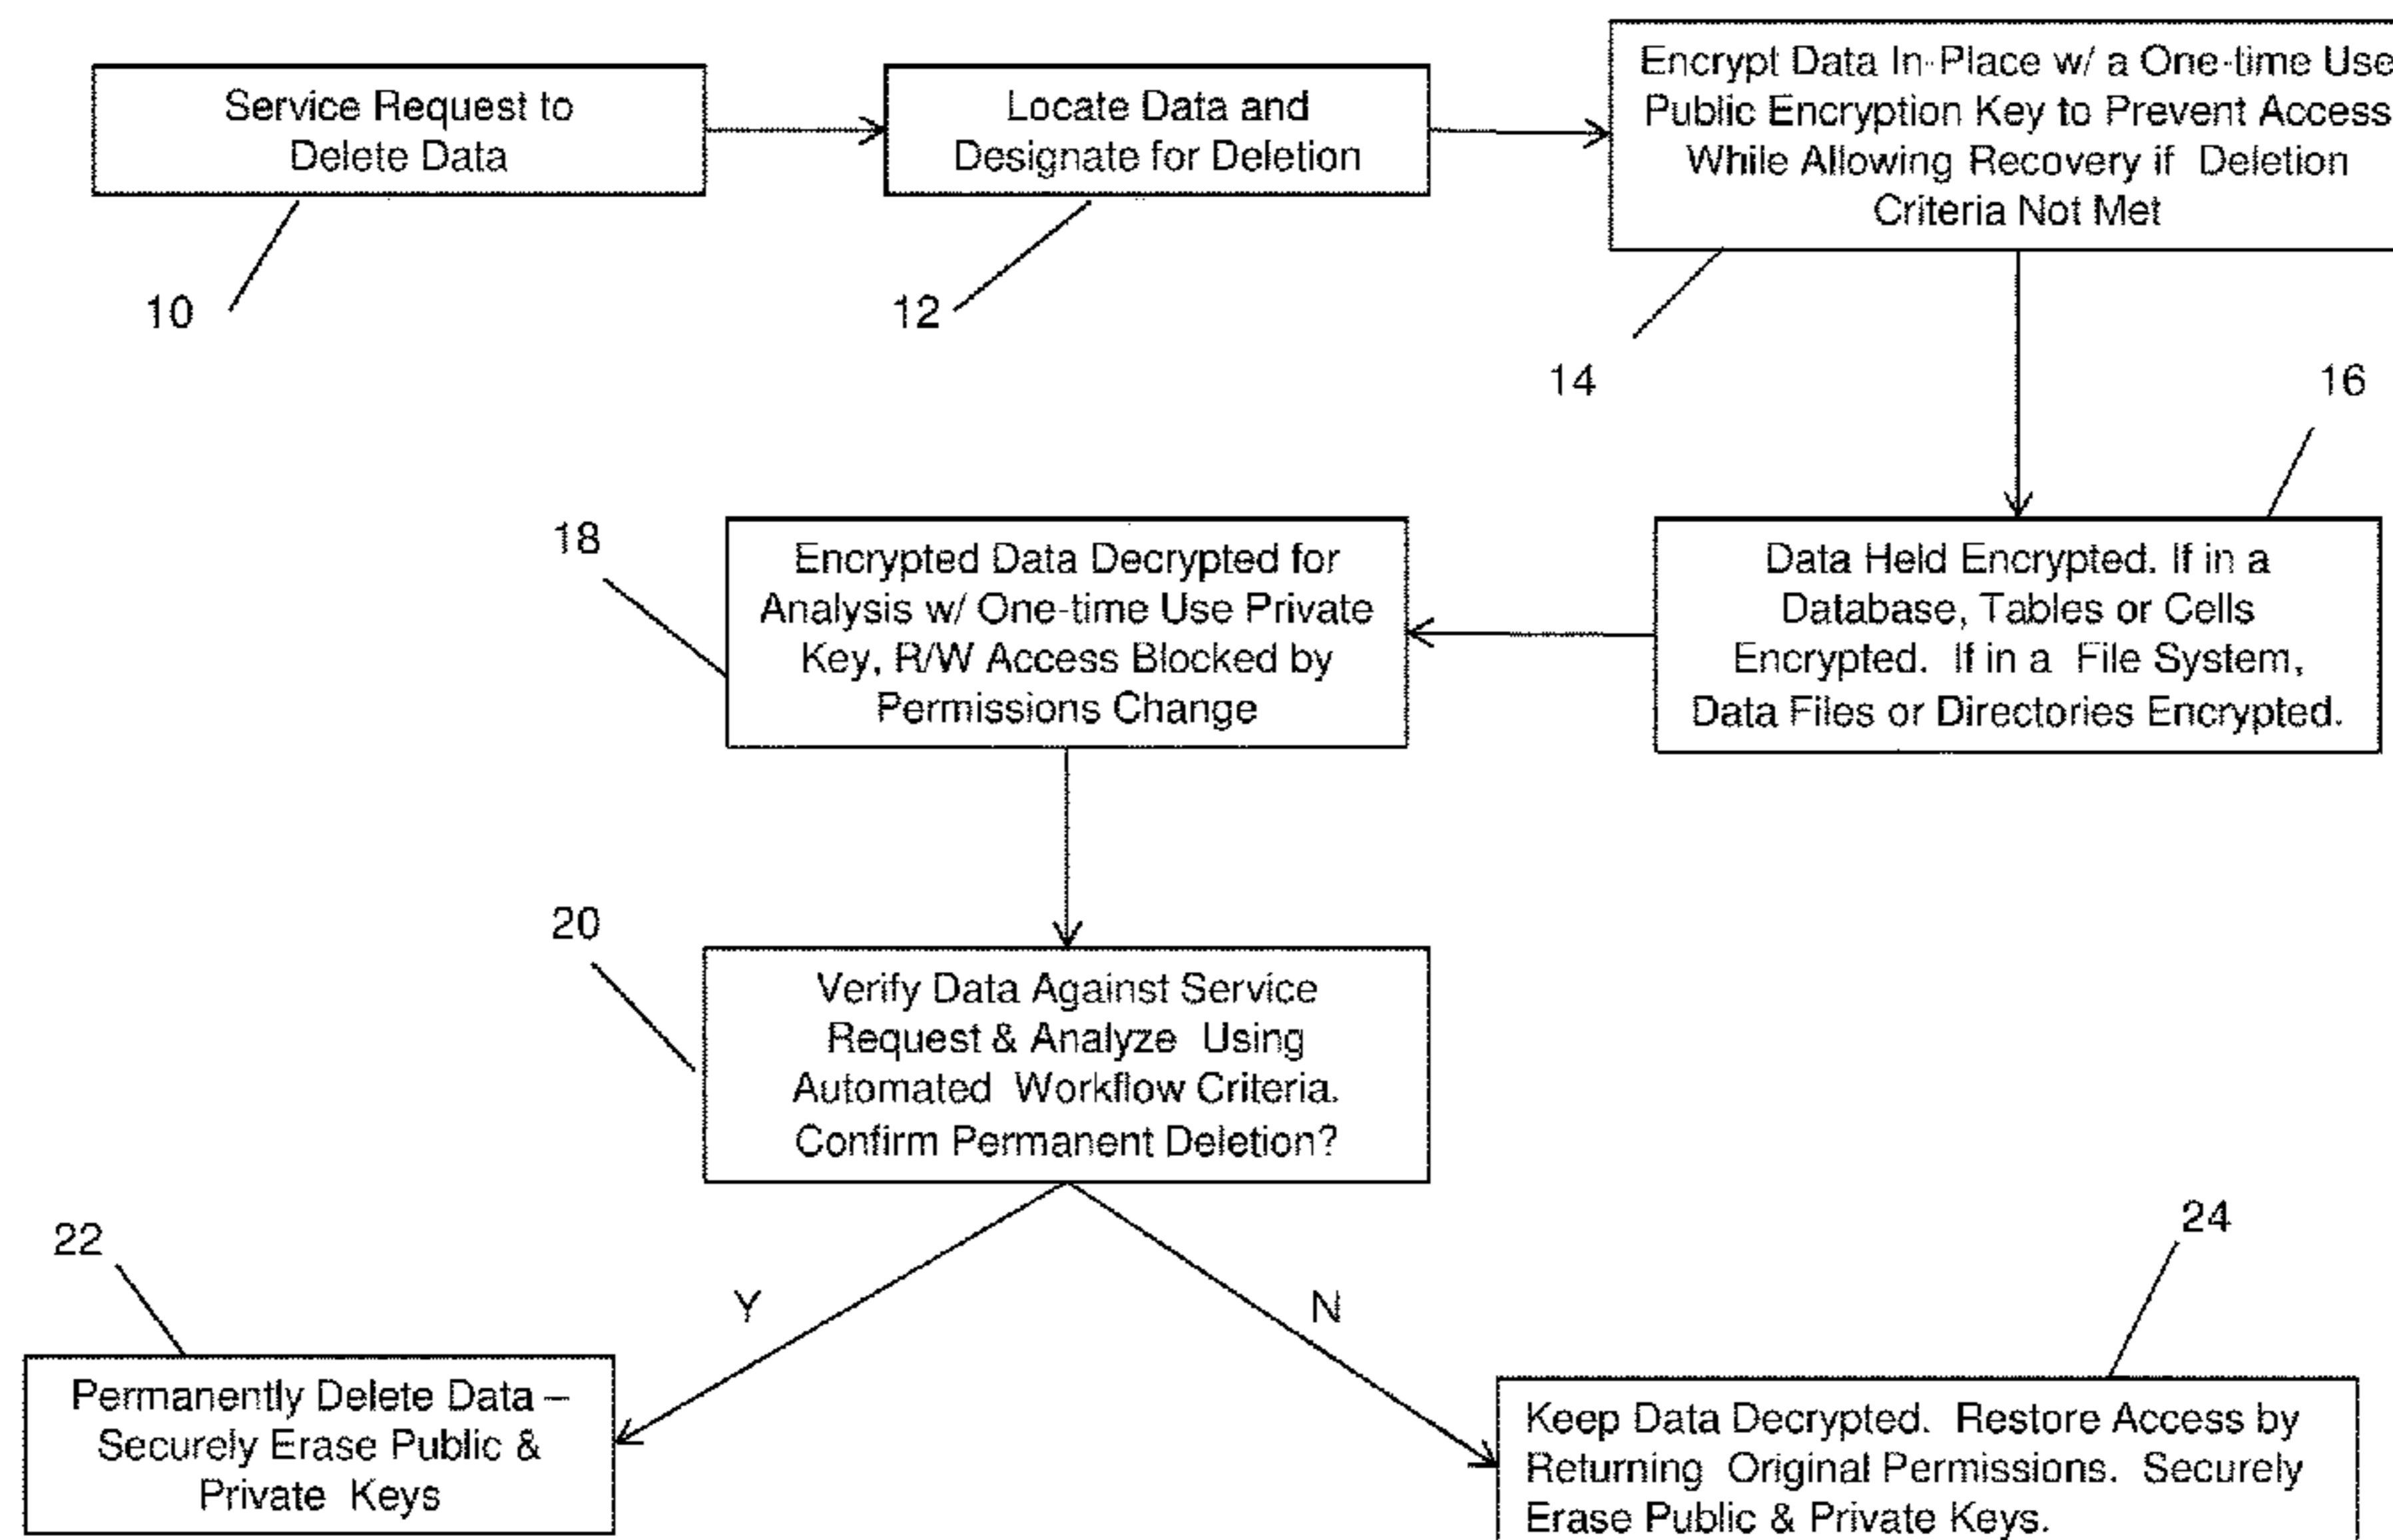 Service Request to
Delete Data
10
Locate Data and
Designate for Deletion
12
Encrypt Data In-Place w/ a One-time Use
Public Encryption Key to Prevent Access
While Allowing Recovery if Deletion
Criteria Not Met
14
16
Data Held Encrypted. If in a
Database, Tables or Cells
Encrypted. If in a File System,
Data Files or Directories Encrypted.
18
Encrypted Data Decrypted for
Analysis w/ One-time Use Private
Key, R/W Access Blocked by
Permissions Change
20
Verify Data Against Service
Request & Analyze Using
Automated Workflow Criteria.
Confirm Permanent Deletion?
Y
N
22
Permanently Delete Data –
Securely Erase Public &
Private Keys
24
Keep Data Decrypted. Restore Access by
Returning Original Permissions. Securely
Erase Public & Private Keys.